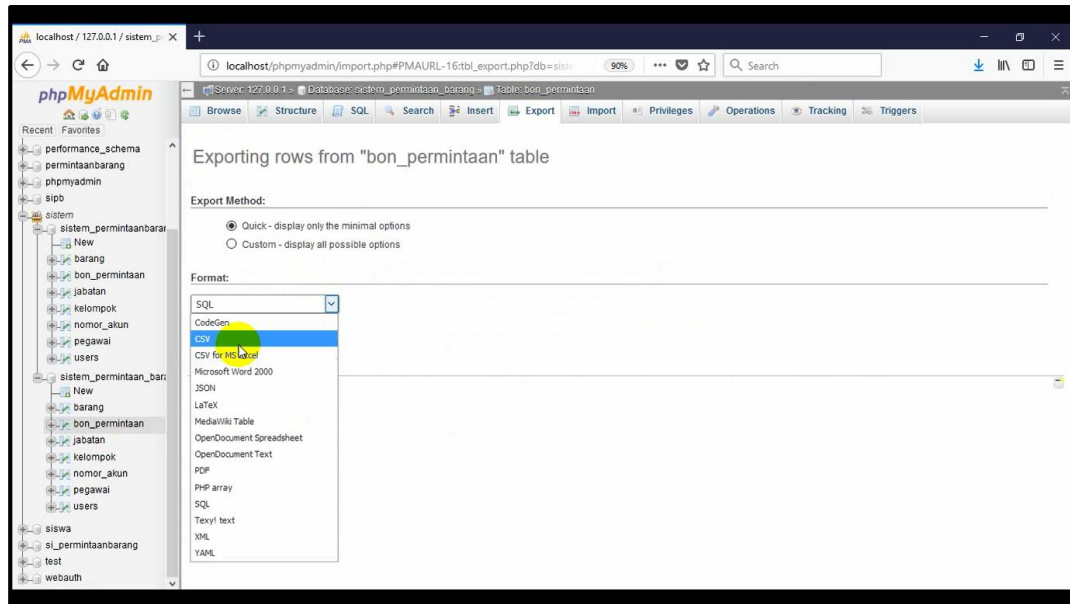 localhost / 127.0.0.1 / sistem_p
localhost/phpmyadmin/import.php#PMAURL-16:tbl_export.php?db=siste
90%
Search
phpMyAdmin
Recent Favorites
performance_schema
permintaanbarang
phpmyadmin
sipb
sistem
sistem_permintaanbarar
New
barang
bon_permintaan
jabatan
kelompok
nomor_akun
pegawai
users
sistem_permintaan_bara
New
barang
bon_permintaan
jabatan
kelompok
nomor_akun
pegawai
users
siswa
si_permintaanbarang
test
webauth
Server: 127.0.0.1 » Database: sistem_permintaan_barang » Table: bon_permintaan
Browse Structure SQL Search Insert Export Import Privileges Operations Tracking Triggers
Exporting rows from "bon_permintaan" table
Export Method:
Quick - display only the minimal options
Custom - display all possible options
Format:
SQL
CodeGen
CSV
CSV for MS Excel
Microsoft Word 2000
JSON
LaTeX
MediaWiki Table
OpenDocument Spreadsheet
OpenDocument Text
PDF
PHP array
SQL
Texy! text
XML
YAML